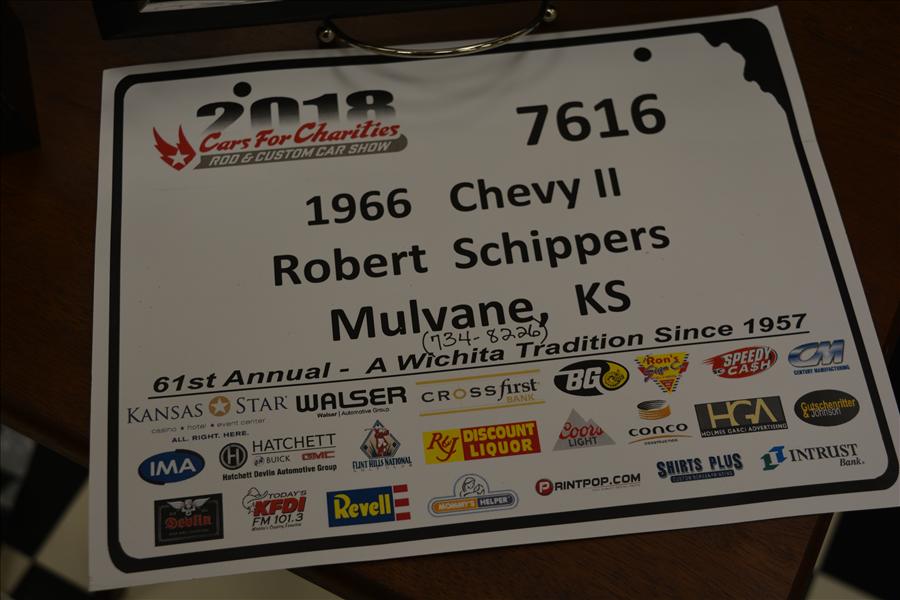 2018
Cars For Charities
ROD & CUSTOM CAR SHOW
7616
1966 Chevy II
Robert Schippers
Mulvane, KS
(734-8226)
61st Annual - A Wichita Tradition Since 1957
KANSAS STAR
casino • hotel • event center
ALL. RIGHT. HERE.
WALSER
Walser | Automotive Group
CROSSfirst
BANK
BG
Ron's
Sign Co
SPEEDY
CA$H
CM
CENTURY MANUFACTURING
IMA
HATCHETT
BUICK GMC
Hatchett Devlin Automotive Group
FLINT HILLS NATIONAL
R&J DISCOUNT
LIQUOR
Coors
LIGHT
CONCO
CONSTRUCTION
HGA
HOLMES GARCI ADVERTISING
Gutschenritter
& Johnson
Devlin
TODAY'S
KFDI
FM 101.3
Revell
MOMMY'S HELPER
PRINTPOP.COM
SHIRTS PLUS
INTRUST
Bank